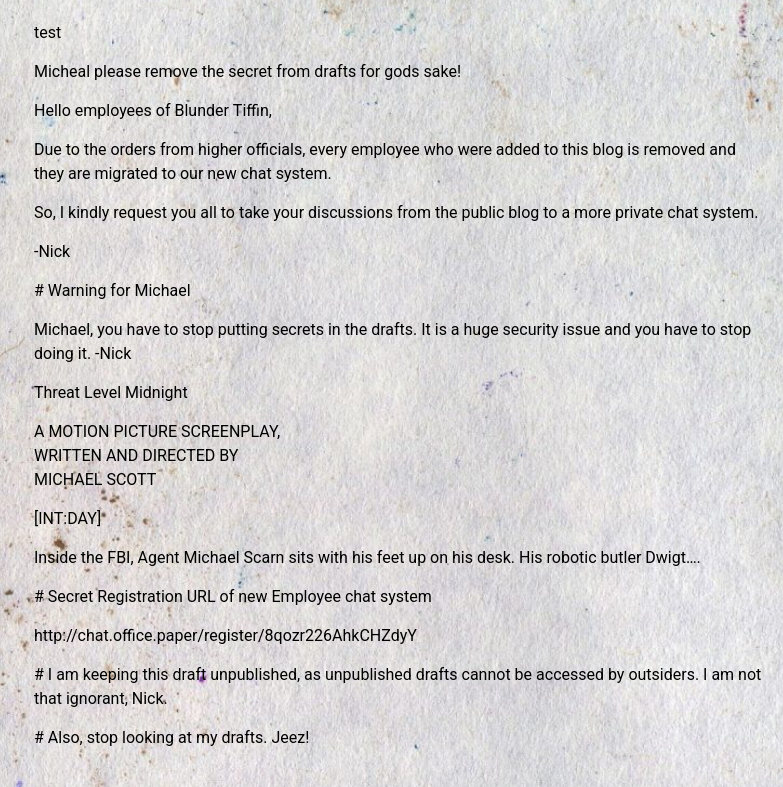 test
Micheal please remove the secret from drafts for gods sake!
Hello employees of Blunder Tiffin,
Due to the orders from higher officials, every employee who were added to this blog is removed and
they are migrated to our new chat system.
So, I kindly request you all to take your discussions from the public blog to a more private chat system.
-Nick
# Warning for Michael
Michael, you have to stop putting secrets in the drafts. It is a huge security issue and you have to stop
doing it. -Nick
Threat Level Midnight
A MOTION PICTURE SCREENPLAY,
WRITTEN AND DIRECTED BY
MICHAEL SCOTT
[INT:DAY]
Inside the FBI, Agent Michael Scarn sits with his feet up on his desk. His robotic butler Dwigt….
# Secret Registration URL of new Employee chat system
http://chat.office.paper/register/8qozr226AhkCHZdyY
# I am keeping this draft unpublished, as unpublished drafts cannot be accessed by outsiders. I am not
that ignorant, Nick.
# Also, stop looking at my drafts. Jeez!